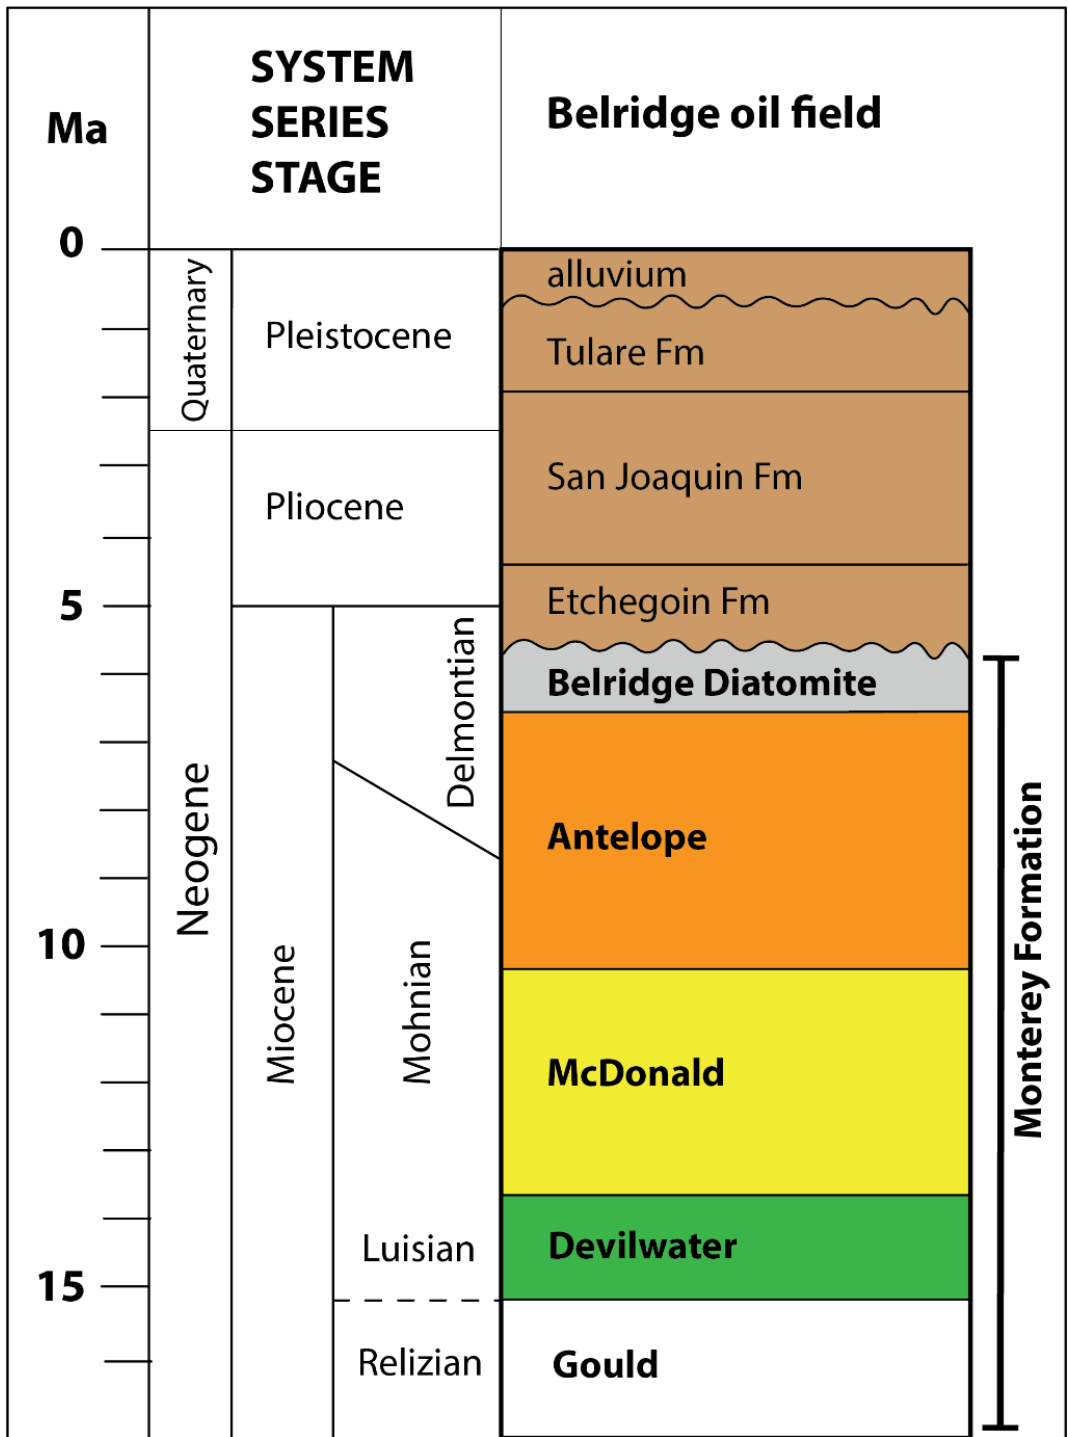 Ma
SYSTEM
SERIES
STAGE
Belridge oil field
0
5
10
15
Quaternary
Neogene
Pleistocene
Pliocene
Miocene
Delmontian
Mohnian
Luisian
Relizian
alluvium
Tulare Fm
San Joaquin Fm
Etchegoin Fm
Belridge Diatomite
Antelope
McDonald
Devilwater
Gould
Monterey Formation